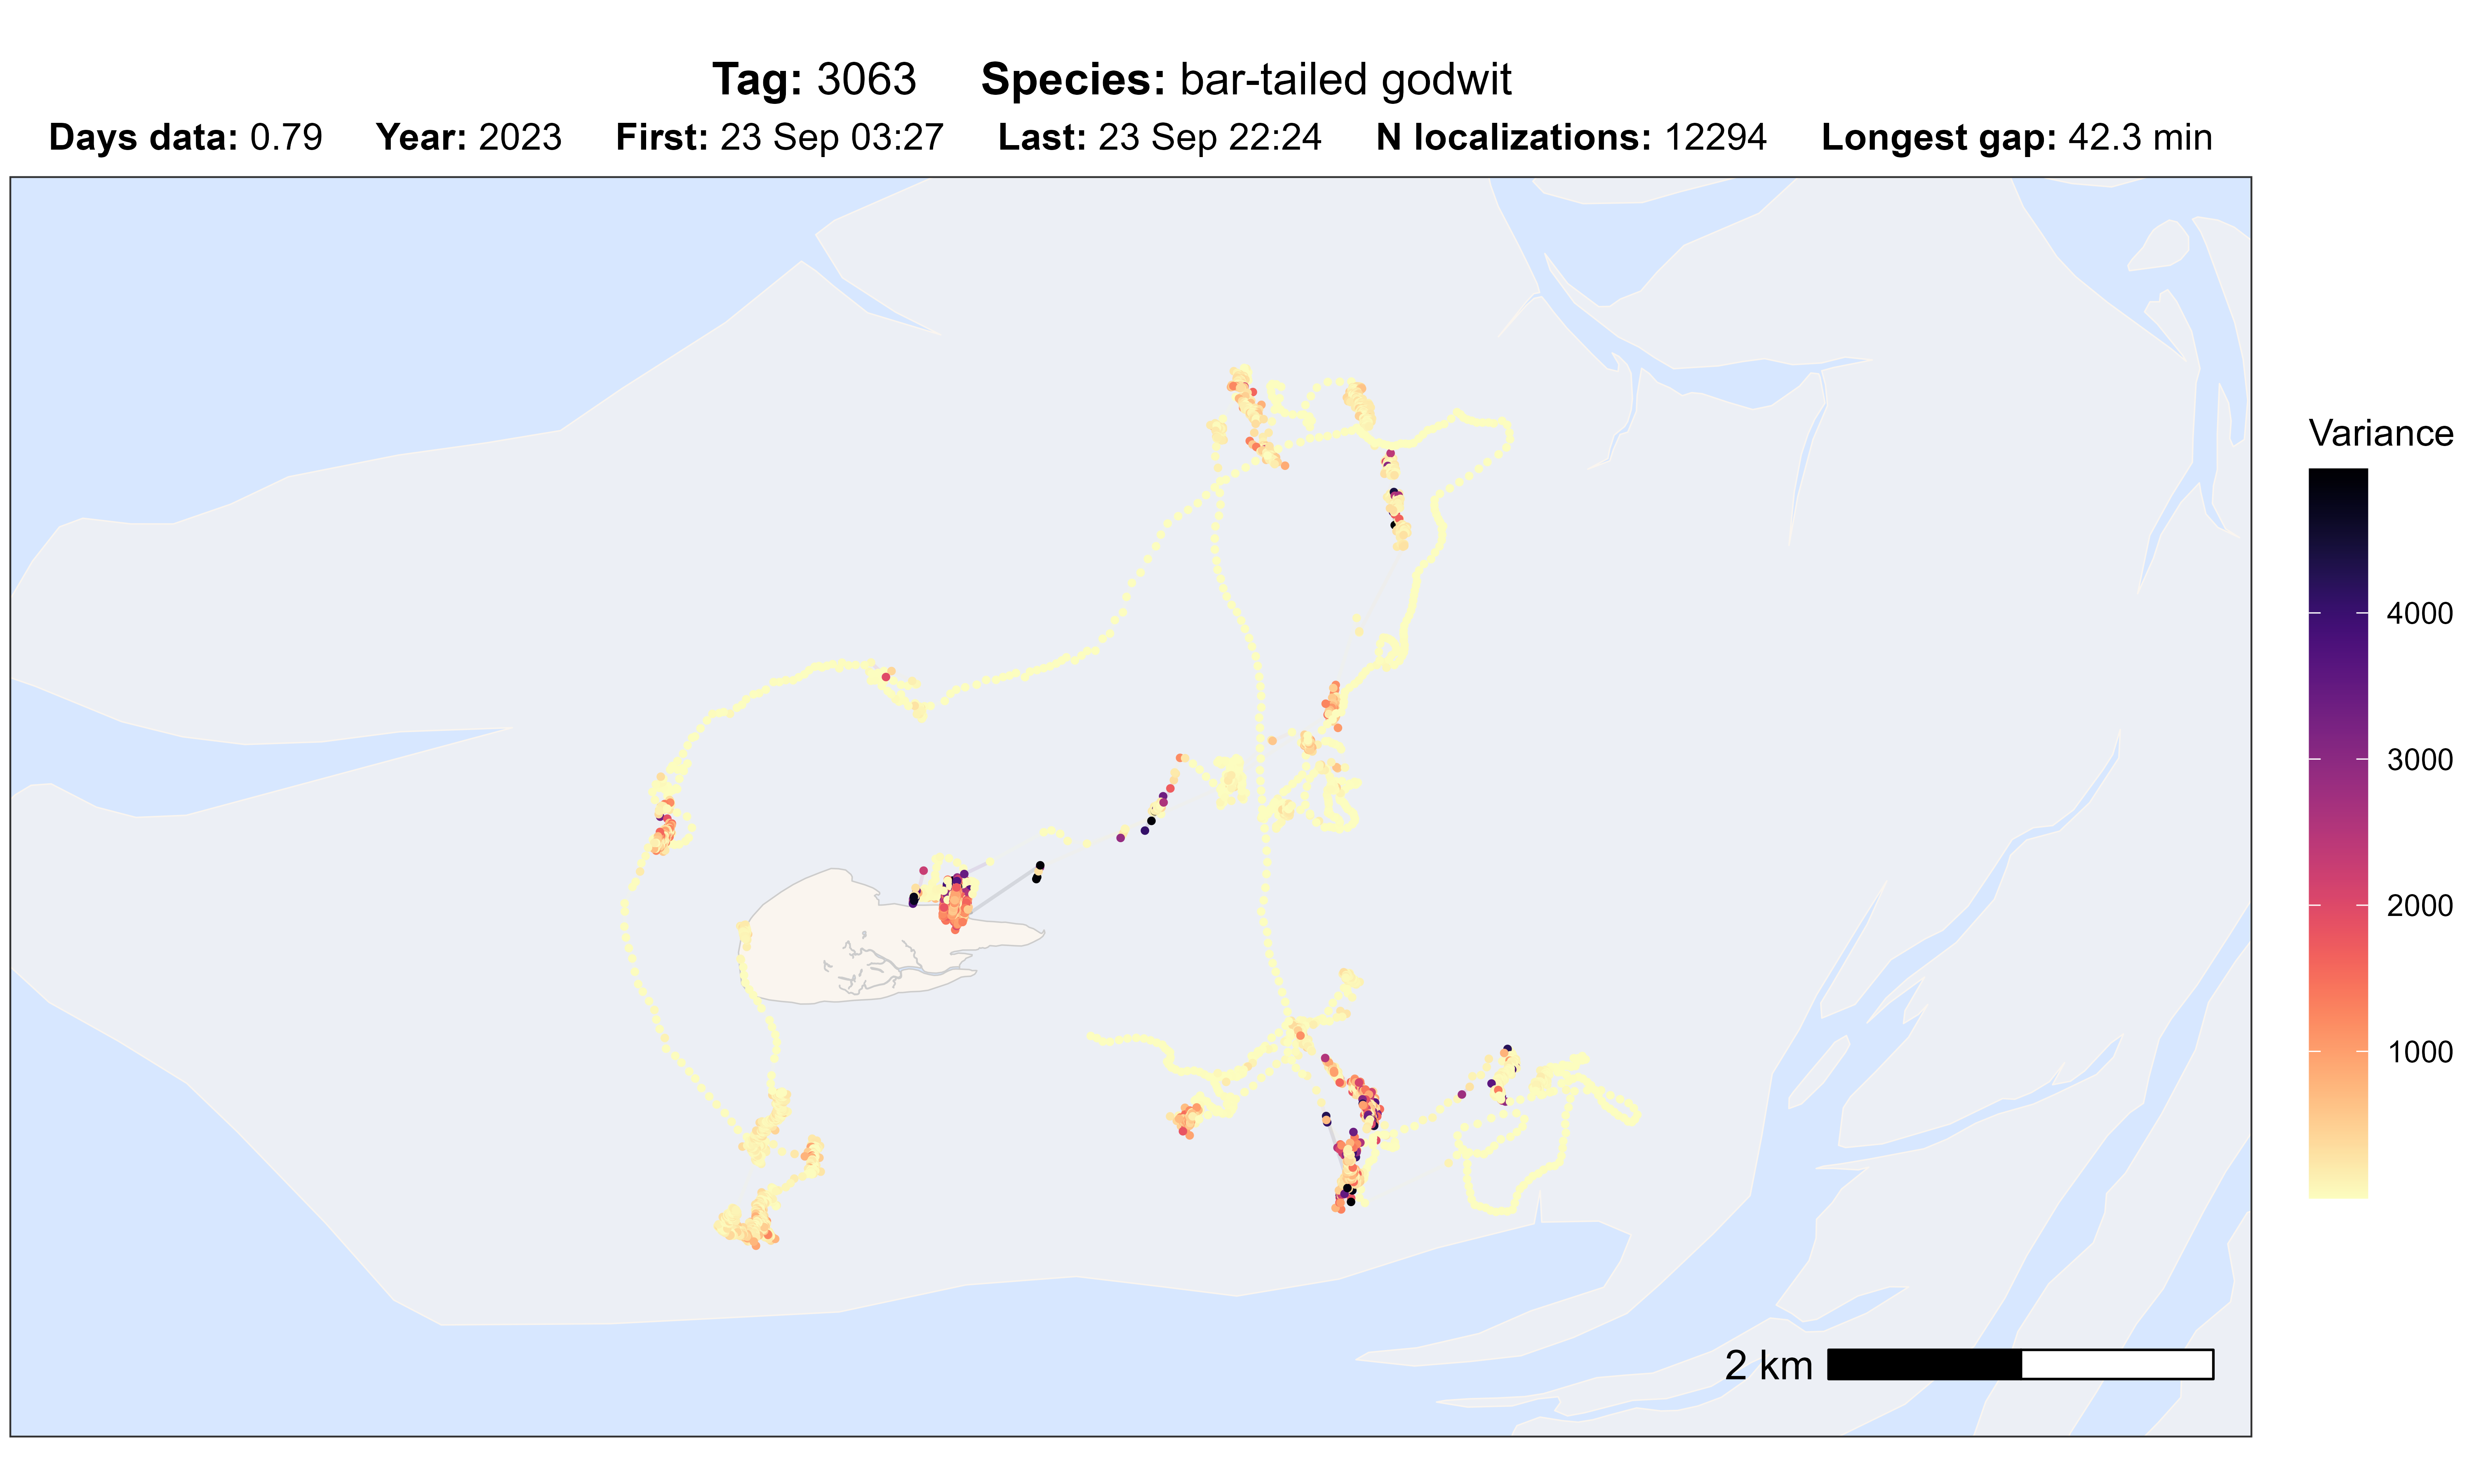 Tag: 3063 Species: bar-tailed godwit
Days data: 0.79 Year: 2023 First: 23 Sep 03:27 Last: 23 Sep 22:24 N localizations: 12294 Longest gap: 42.3 min
Variance
4000
3000
2000
1000
2 km